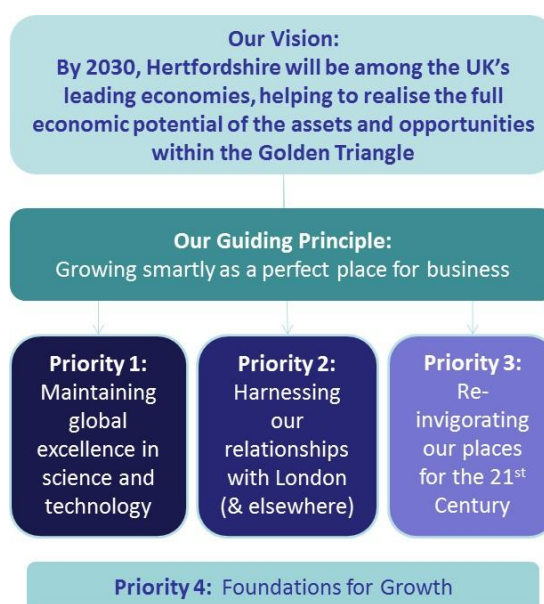 Our Vision:
By 2030, Hertfordshire will be among the UK's
leading economies, helping to realise the full
economic potential of the assets and opportunities
within the Golden Triangle
Our Guiding Principle:
Growing smartly as a perfect place for business
Priority 1:
Maintaining
global
excellence in
science and
technology
Priority 2:
Harnessing
our
relationships
with London
(& elsewhere)
Priority 3:
Re-
invigorating
our places
for the 21st
Century
Priority 4: Foundations for Growth